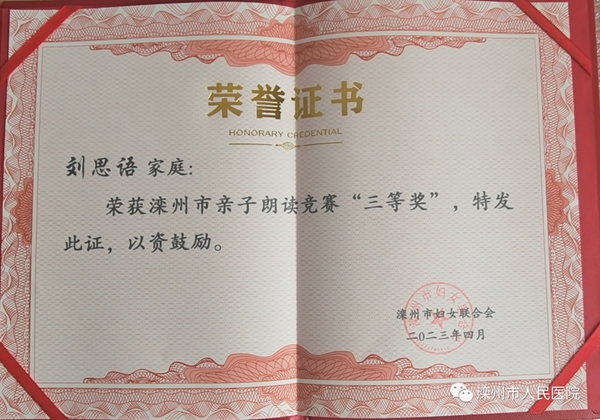 荣誉证书
HONORARY CREDENTIAL
刘思语 家庭:
荣获滦州市亲子朗读竞赛“三等奖”，特发
此证，以资鼓励。
滦州市妇女联合会
二〇二三年四月
滦州市人民医院